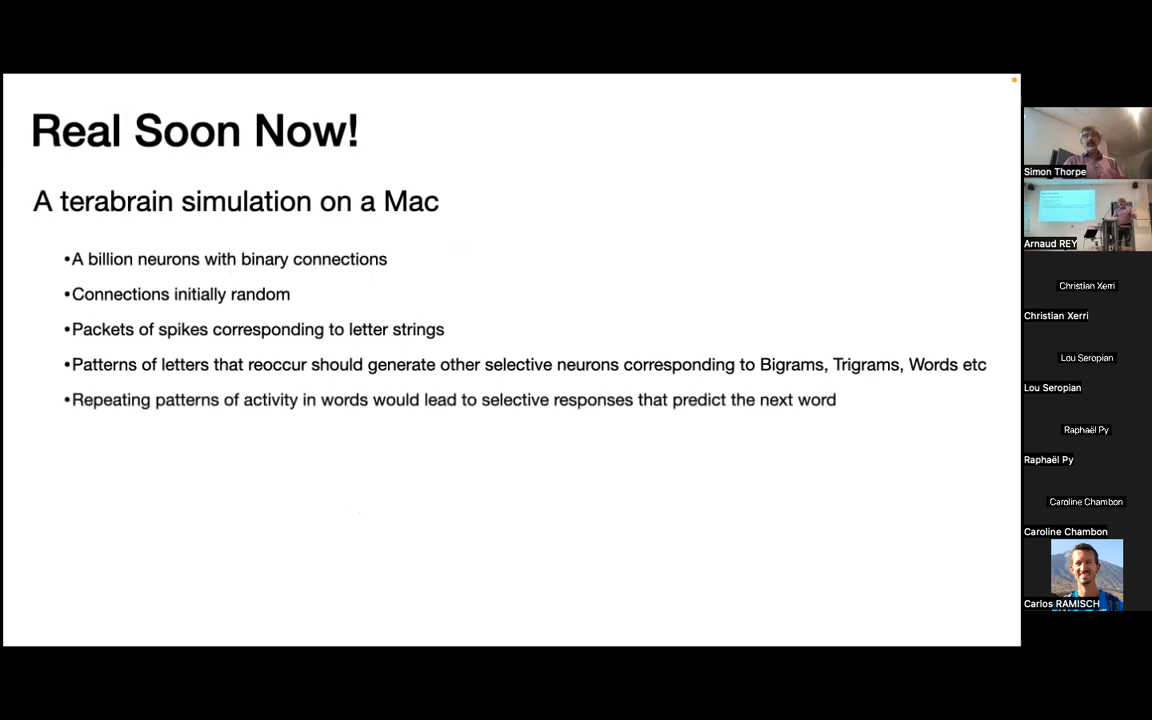 Real Soon Now!
A terabrain simulation on a Mac
•A billion neurons with binary connections
•Connections initially random
•Packets of spikes corresponding to letter strings
•Patterns of letters that reoccur should generate other selective neurons corresponding to Bigrams, Trigrams, Words etc
•Repeating patterns of activity in words would lead to selective responses that predict the next word
Simon Thorpe
Arnaud REY
Christian Xerri
Christian Xerri
Lou Seropian
Lou Seropian
Raphaël Py
Raphaël Py
Caroline Chambon
Caroline Chambon
Carlos RAMISCH